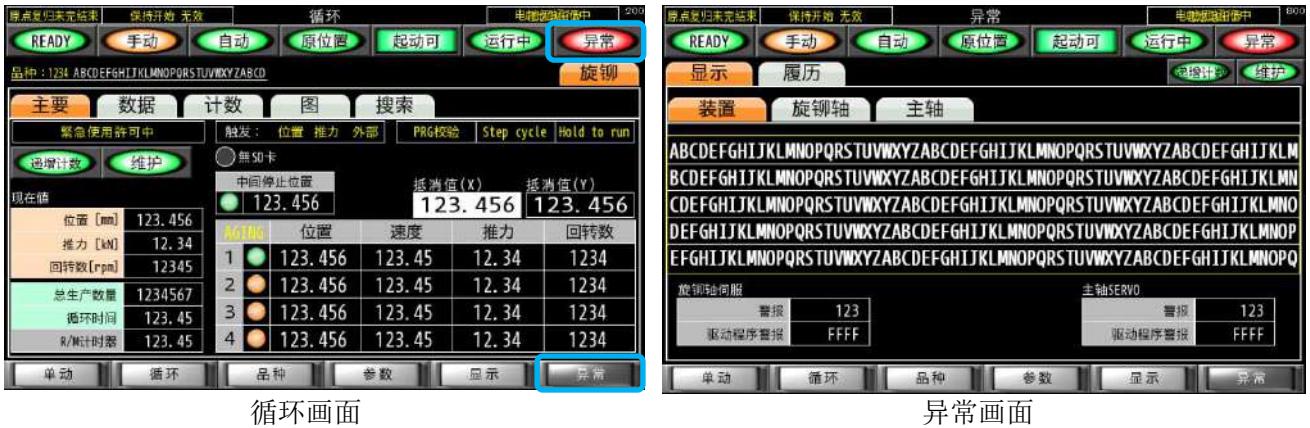 原点复归未完结束 保持开始 无效 循环 200
READY 手动 自动 原位置 起动可 运行中 异常
品种：1234 ABCDEFGHIJKLMNOPQRSTUVWXYZABCD 旋铆
主要 数据 计数 图 搜索
緊急使用許可中 触发： 位置 推力 外部 PRG校验 Step cycle Hold to run
递增计数 维护 無SD卡
中间停止位置 抵消值(X) 抵消值(Y)
现在値 123.456 123.456 123.456
位置 [mm] 123.456 AGING 位置 速度 推力 回转数
推力 [kN] 12.34 1 123.456 123.45 12.34 1234
回转数[rpm] 12345 2 123.456 123.45 12.34 1234
总生产数量 1234567
循环时间 123.45 3 123.456 123.45 12.34 1234
R/M计时器 123.45 4 123.456 123.45 12.34 1234
单动 循环 品种 参数 显示 异常
循环画面
原点复归未完结束 保持开始 无效 异常 800
READY 手动 自动 原位置 起动可 运行中 异常
显示 履历 递增计数 维护
装置 旋铆轴 主轴
ABCDEFGHIJKLMNOPQRSTUVWXYZABCDEFGHIJKLMNOPQRSTUVWXYZABCDEFGHIJKLM
BCDEFGHIJKLMNOPQRSTUVWXYZABCDEFGHIJKLMNOPQRSTUVWXYZABCDEFGHIJKLMN
CDEFGHIJKLMNOPQRSTUVWXYZABCDEFGHIJKLMNOPQRSTUVWXYZABCDEFGHIJKLMNO
DEFGHIJKLMNOPQRSTUVWXYZABCDEFGHIJKLMNOPQRSTUVWXYZABCDEFGHIJKLMNOP
EFGHIJKLMNOPQRSTUVWXYZABCDEFGHIJKLMNOPQRSTUVWXYZABCDEFGHIJKLMNOPQ
旋铆轴伺服 主轴SERVO
警报 123 警报 123
驱动程序警报 FFFF 驱动程序警报 FFFF
单动 循环 品种 参数 显示 异常
异常画面